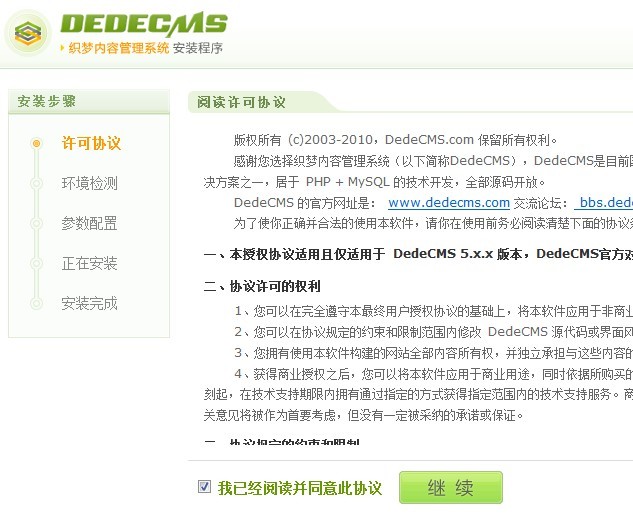 DEDECMS
织梦内容管理系统 安装程序
安装步骤
许可协议
环境检测
参数配置
正在安装
安装完成
阅读许可协议
版权所有 (c)2003-2010，DedeCMS.com 保留所有权利。
感谢您选择织梦内容管理系统（以下简称DedeCMS），DedeCMS是目前
决方案之一，居于 PHP + MySQL 的技术开发，全部源码开放。
DedeCMS 的官方网址是： www.dedecms.com 交流论坛： bbs.ded
为了使你正确并合法的使用本软件，请你在使用前务必阅读清楚下面的协议
一、本授权协议适用且仅适用于 DedeCMS 5.x.x 版本，DedeCMS官方
二、协议许可的权利
1、您可以在完全遵守本最终用户授权协议的基础上，将本软件应用于非商
2、您可以在协议规定的约束和限制范围内修改 DedeCMS 源代码或界面
3、您拥有使用本软件构建的网站全部内容所有权，并独立承担与这些内容
4、获得商业授权之后，您可以将本软件应用于商业用途，同时依据所购买
刻起，在技术支持期限内拥有通过指定的方式获得指定范围内的技术支持服务。
关意见将被作为首要考虑，但没有一定被采纳的承诺或保证。
我已经阅读并同意此协议
继 续